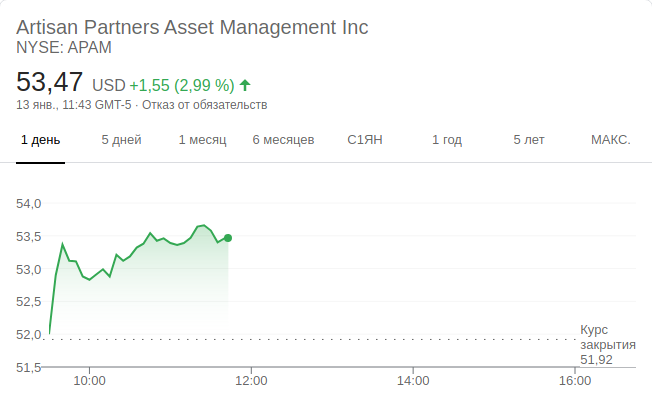 Artisan Partners Asset Management Inc
NYSE: APAM
53,47 USD +1,55 (2,99 %)
13 янв., 11:43 GMT-5 · Отказ от обязательств
1 день 5 дней 1 месяц 6 месяцев С1ЯН 1 год 5 лет МАКС.
54,0
53,5
53,0
52,5
52,0
51,5
Курс
закрытия
51,92
10:00 12:00 14:00 16:00